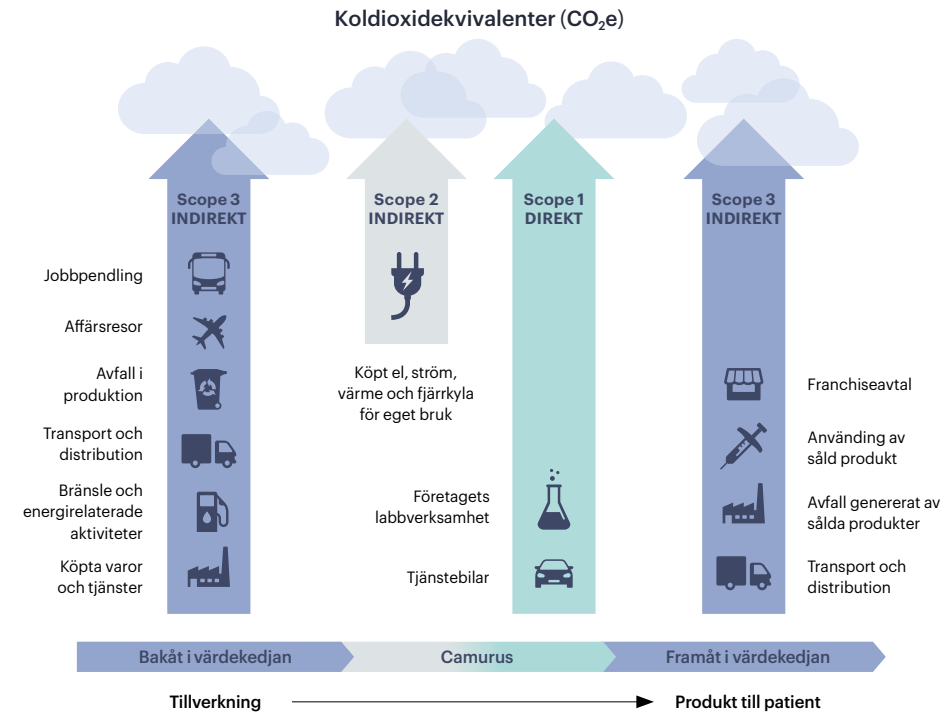 Koldioxidekvivalenter (CO₂e)
Scope 3
INDIREKT
Jobbpendling
Affärsresor
Avfall i
produktion
Transport och
distribution
Bränsle och
energirelaterade
aktiviteter
Köpta varor
och tjänster
Scope 2
INDIREKT
Köpt el, ström,
värme och fjärrkyla
för eget bruk
Scope 1
DIREKT
Företagets
labbverksamhet
Tjänstebilar
Scope 3
INDIREKT
Franchiseavtal
Använding av
såld produkt
Avfall genererat av
sålda produkter
Transport och
distribution
Bakåt i värdekedjan
Camurus
Framåt i värdekedjan
Tillverkning
Produkt till patient